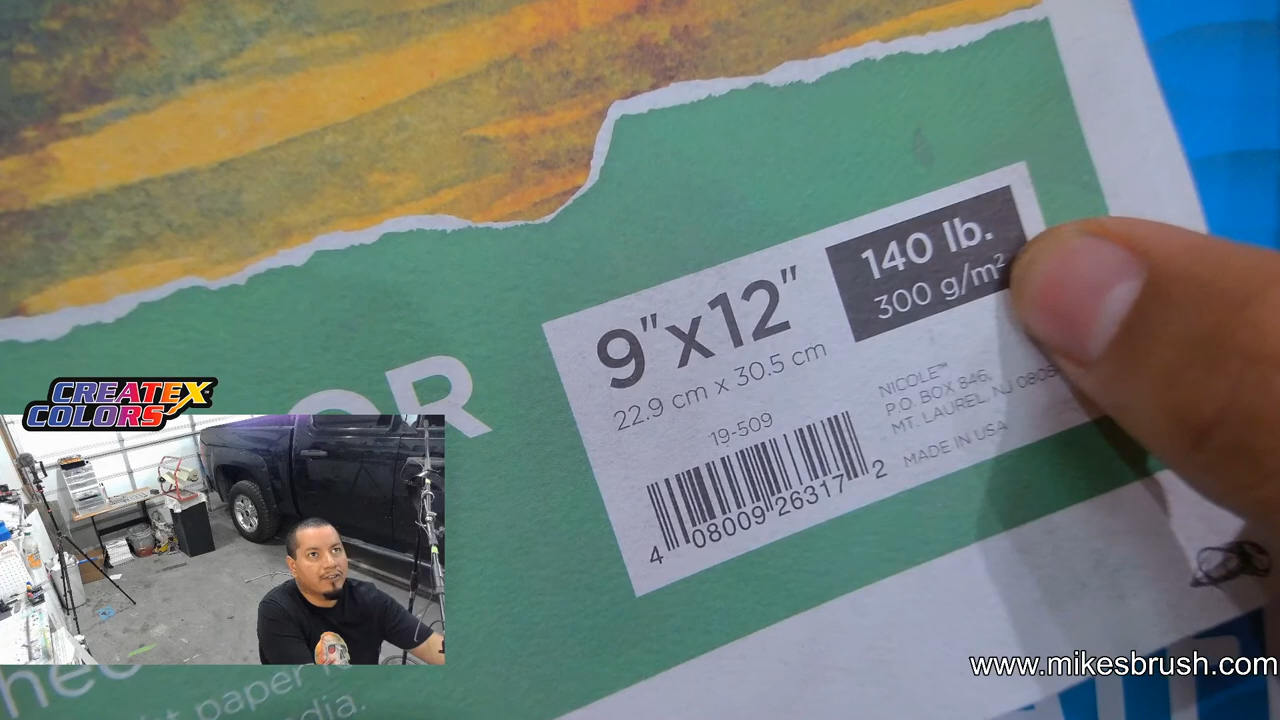 140 lb.
300 g/m²
9"x12"
22.9 cm x 30.5 cm
19-509
4 08009 26317 2
NICOLE™
P.O. BOX 846,
MT. LAUREL, NJ
MADE IN USA
OR
CREATEX
COLORS
paper
www.mikesbrush.com